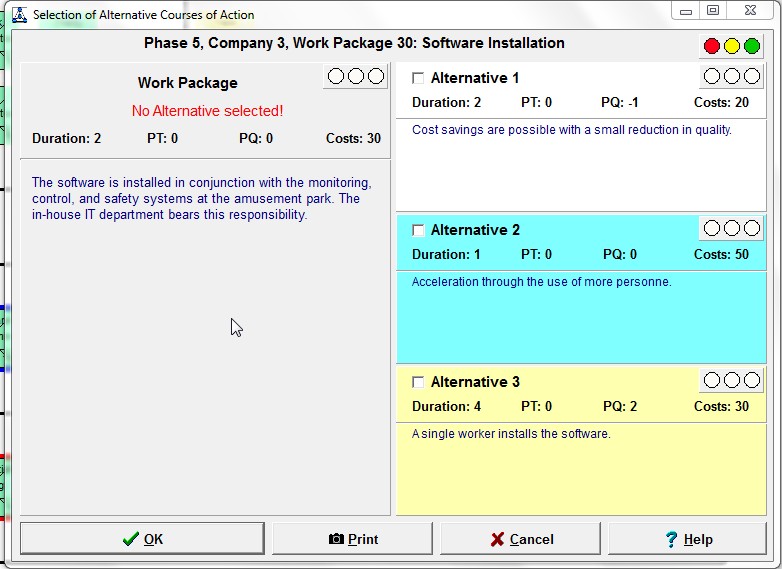 Selection of Alternative Courses of Action
Phase 5, Company 3, Work Package 30: Software Installation
Work Package
No Alternative selected!
Duration: 2 PT: 0 PQ: 0 Costs: 30
The software is installed in conjunction with the monitoring,
control, and safety systems at the amusement park. The
in-house IT department bears this responsibility.
Alternative 1
Duration: 2 PT: 0 PQ: -1 Costs: 20
Cost savings are possible with a small reduction in quality.
Alternative 2
Duration: 1 PT: 0 PQ: 0 Costs: 50
Acceleration through the use of more personne.
Alternative 3
Duration: 4 PT: 0 PQ: 2 Costs: 30
A single worker installs the software.
OK Print Cancel Help